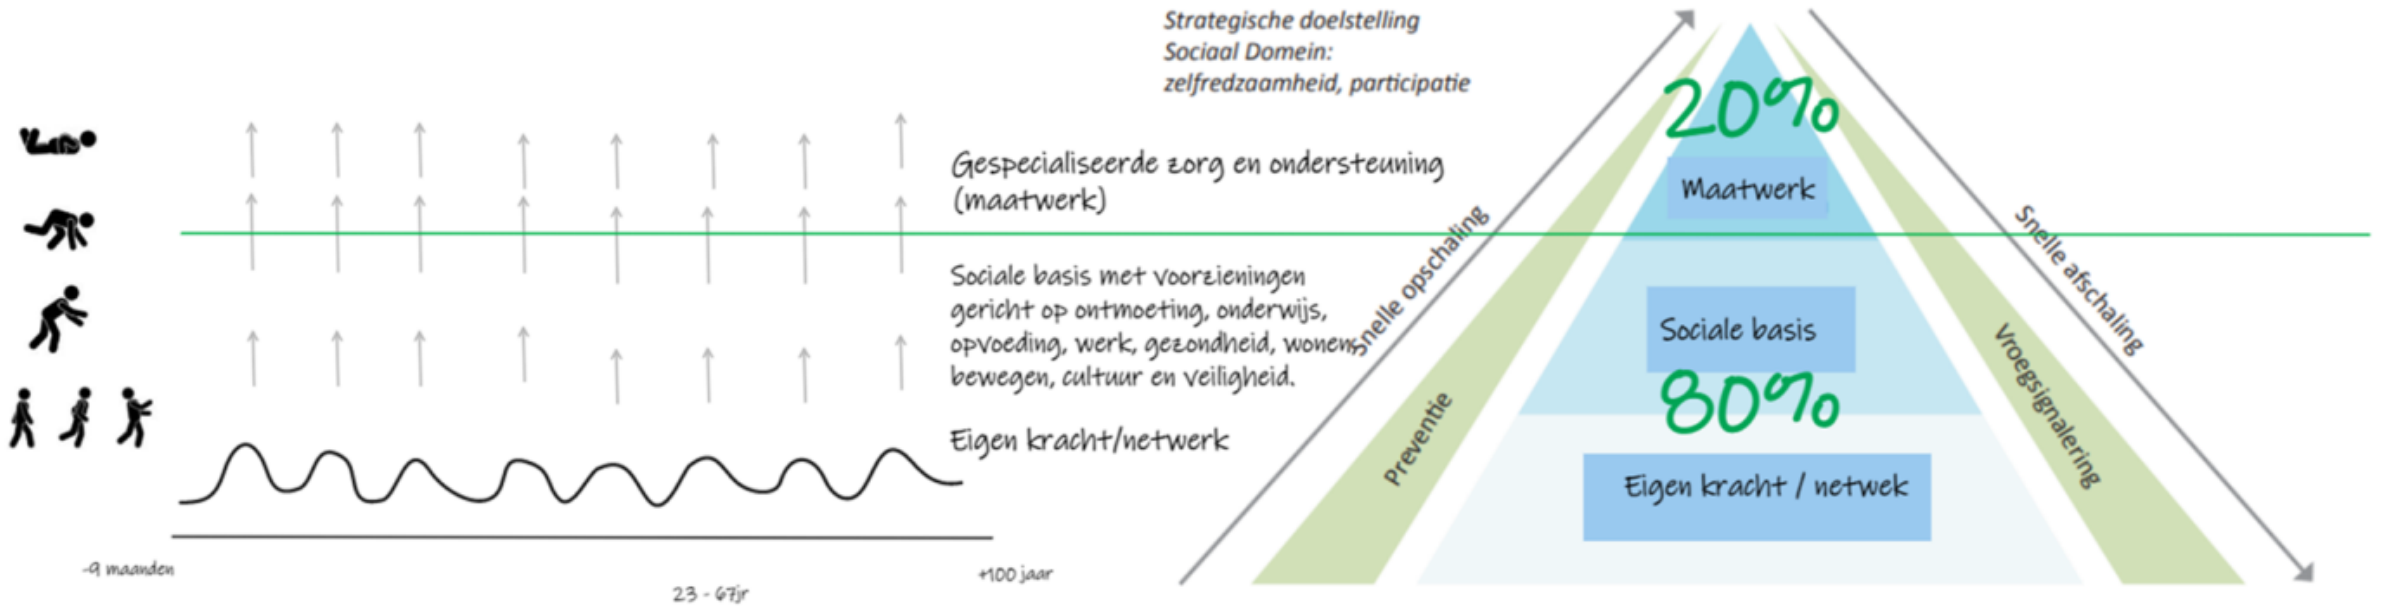 Strategische doelstelling
Sociaal Domein:
zelfredzaamheid, participatie
Gespecialiseerde zorg en ondersteuning
(maatwerk)
Sociale basis met voorzieningen
gericht op ontmoeting, onderwijs,
opvoeding, werk, gezondheid, wonen,
bewegen, cultuur en veiligheid.
Eigen kracht/netwerk
-9 maanden
23 - 67jr
+100 jaar
Snelle opschaling
Preventie
20%
Maatwerk
Sociale basis
80%
Eigen kracht / netwek
Vroegsignalering
Snelle afschaling